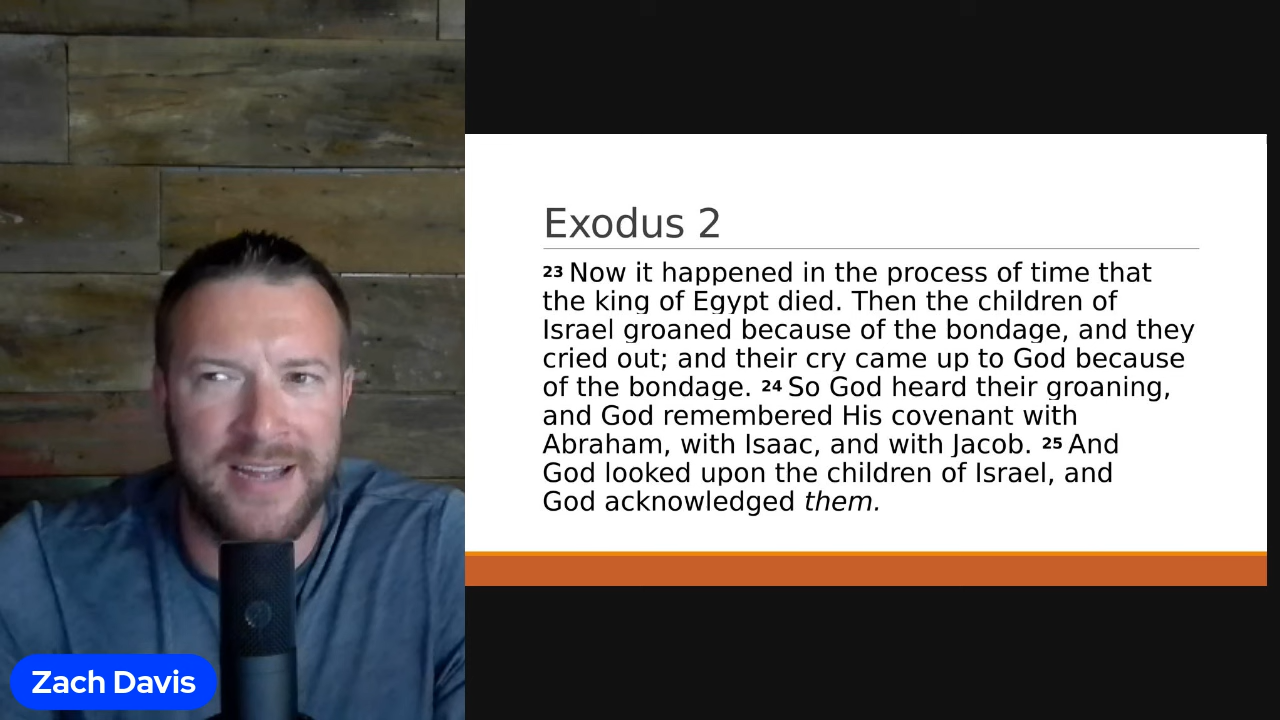 Exodus 2
23 Now it happened in the process of time that
the king of Egypt died. Then the children of
Israel groaned because of the bondage, and they
cried out; and their cry came up to God because
of the bondage. 24 So God heard their groaning,
and God remembered His covenant with
Abraham, with Isaac, and with Jacob. 25 And
God looked upon the children of Israel, and
God acknowledged them.
Zach Davis